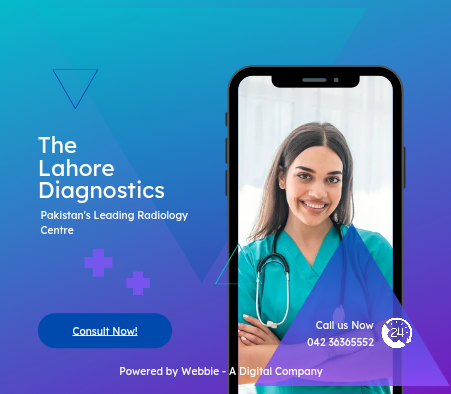 The
Lahore
Diagnostics
Pakistan's Leading Radiology
Centre
Consult Now!
Call us Now
042 36365552
24
Powered by Webbie - A Digital Company